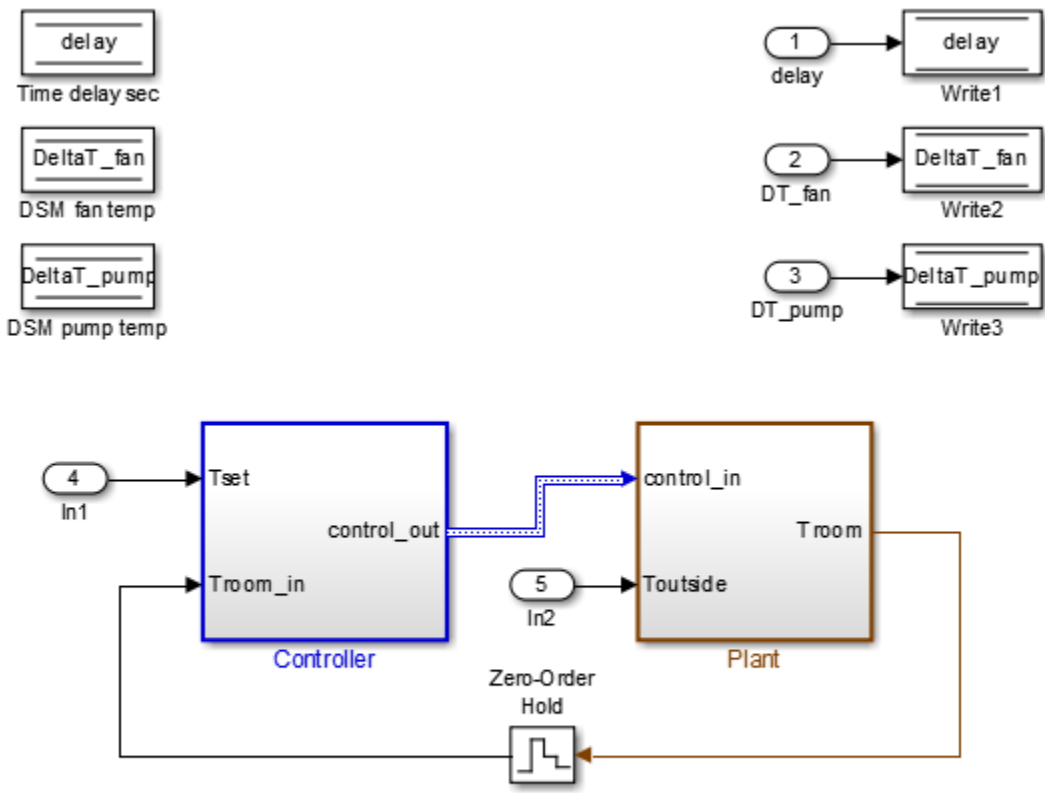 delay
Time delay sec
DeltaT_fan
DSM fan temp
DeltaT_pump
DSM pump temp
1
delay
delay
Write1
2
DT_fan
DeltaT_fan
Write2
3
DT_pump
DeltaT_pump
Write3
4
In1
Tset
control_out
Troom_in
Controller
control_in
Troom
5
In2
Toutside
Plant
Zero-Order
Hold